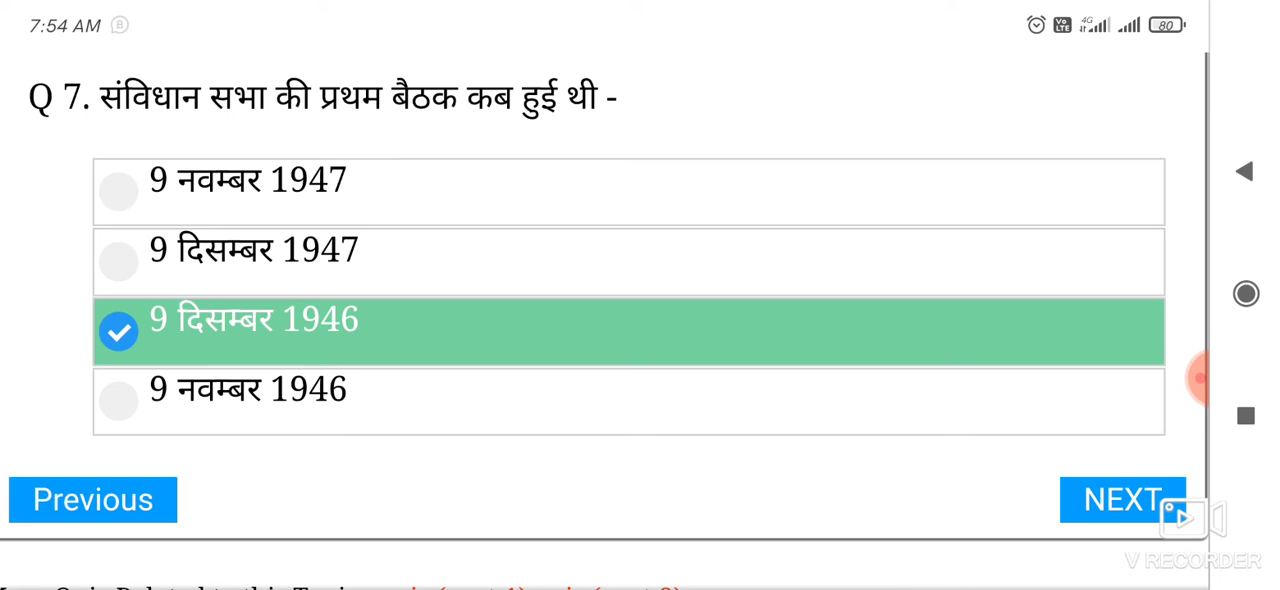 7:54 AM
80
Q 7. संविधान सभा की प्रथम बैठक कब हुई थी -
9 नवम्बर 1947
9 दिसम्बर 1947
9 दिसम्बर 1946
9 नवम्बर 1946
Previous
NEXT
V RECORDER